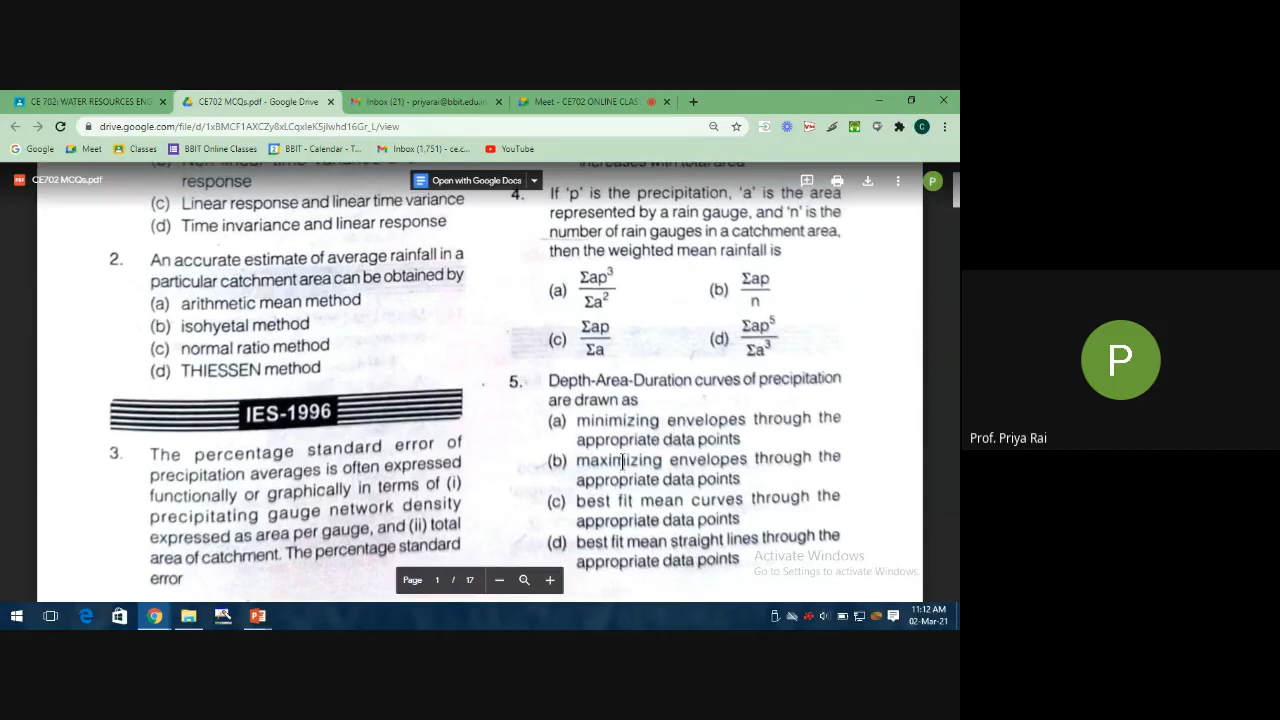 CE 702: WATER RESOURCES ENG
CE702 MCQs.pdf - Google Drive
Inbox (21) - priyarai@bbit.edu.in
Meet - CE702 ONLINE CLAS
drive.google.com/file/d/1xBMCF1AXCZy8xLCqxIeK5jIwhd16Gr_L/view
Google
Meet
Classes
BBIT Online Classes
BBIT - Calendar - T...
Inbox (1,751) - ce.c...
YouTube
CE702 MCQs.pdf
Open with Google Docs
P
response
(c) Linear response and linear time variance
(d) Time invariance and linear response
2. An accurate estimate of average rainfall in a
particular catchment area can be obtained by
(a) arithmetic mean method
(b) isohyetal method
(c) normal ratio method
(d) THIESSEN method
IES-1996
3. The percentage standard error of
precipitation averages is often expressed
functionally or graphically in terms of (i)
precipitating gauge network density
expressed as area per gauge, and (ii) total
area of catchment. The percentage standard
error
increases with total area
4. If 'p' is the precipitation, 'a' is the area
represented by a rain gauge, and 'n' is the
number of rain gauges in a catchment area,
then the weighted mean rainfall is
(a) Σap³ / Σa² (b) Σap / n
(c) Σap / Σa (d) Σap⁵ / Σa³
5. Depth-Area-Duration curves of precipitation
are drawn as
(a) minimizing envelopes through the
appropriate data points
(b) maximizing envelopes through the
appropriate data points
(c) best fit mean curves through the
appropriate data points
(d) best fit mean straight lines through the
appropriate data points
Activate Windows
Go to Settings to activate Windows.
Page 1 / 17
11:12 AM
02-Mar-21
P
Prof. Priya Rai